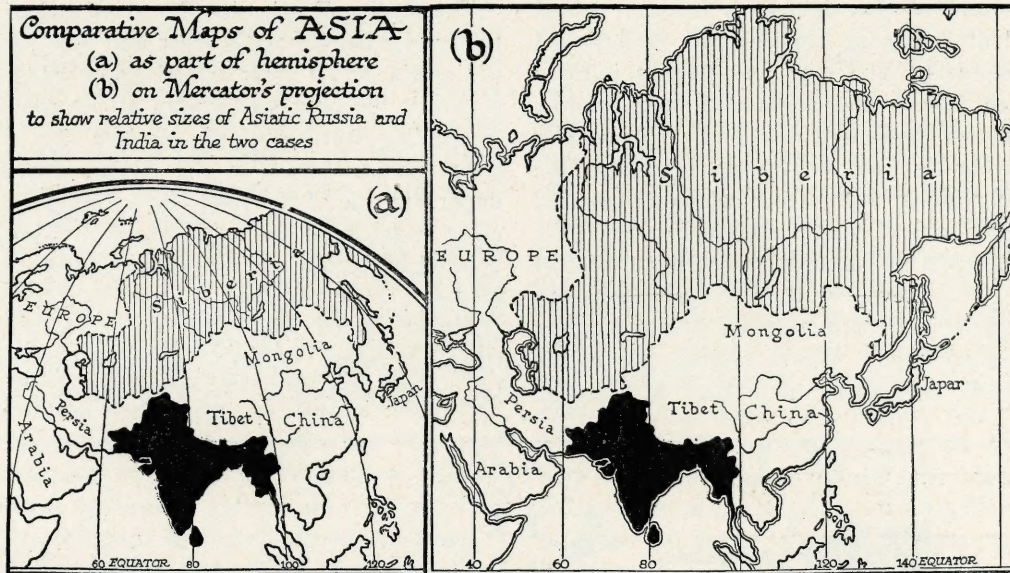 Comparative Maps of ASIA
(a) as part of hemisphere
(b) on Mercator's projection
to show relative sizes of Asiatic Russia and
India in the two cases
(a)
Siberia
EUROPE
Mongolia
Japan
Persia
Tibet
China
Arabia
60 EQUATOR 100 120
(b)
Siberia
EUROPE
Mongolia
Japan
Persia
Tibet
China
Arabia
40 60 80 100 120 140 EQUATOR